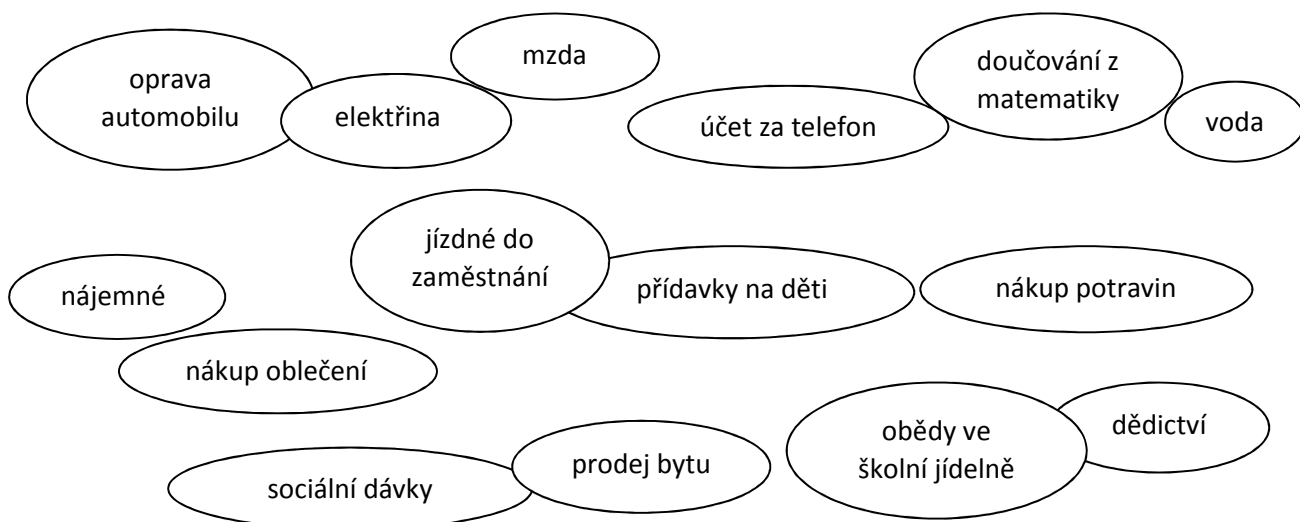 mzda
oprava
automobilu
elektřina
účet za telefon
doučování z
matematiky
voda
jízdné do
zaměstnání
nájemné
přídavky na děti
nákup potravin
nákup oblečení
sociální dávky
prodej bytu
obědy ve
školní jídelně
dědictví